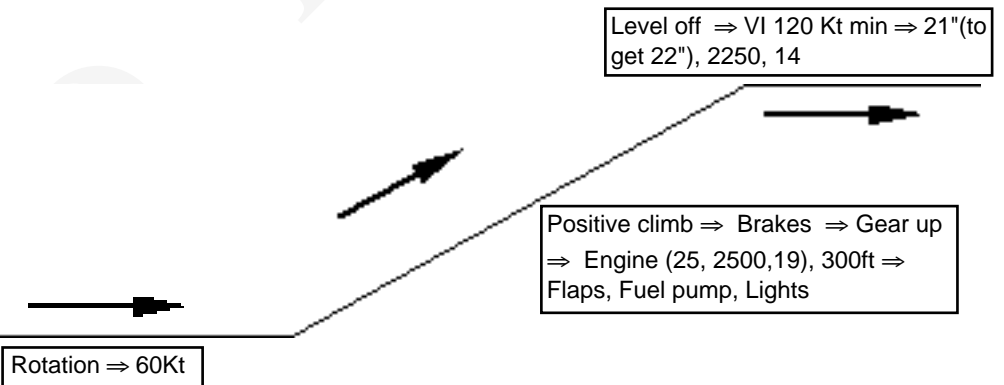 Level off ⇒ VI 120 Kt min ⇒ 21"(to
get 22"), 2250, 14
Positive climb ⇒ Brakes ⇒ Gear up
⇒ Engine (25, 2500,19), 300ft ⇒
Flaps, Fuel pump, Lights
Rotation ⇒ 60Kt